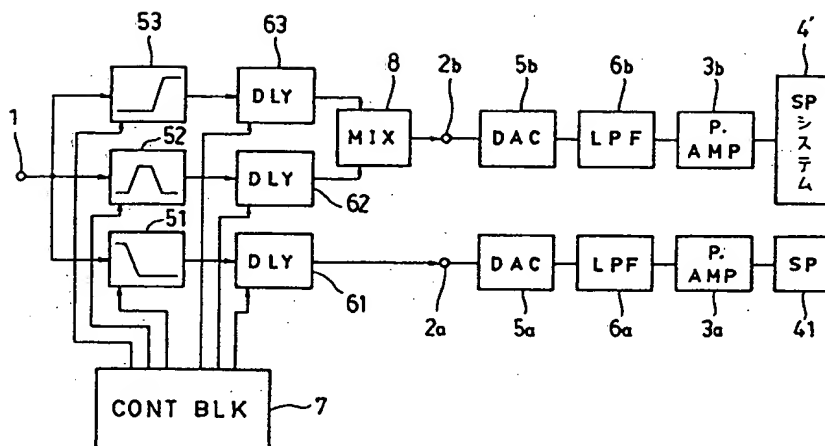 53
63
8
2b
5b
6b
3b
4'
1
DLY
MIX
DAC
LPF
P.
AMP
SP
システム
52
DLY
62
51
DLY
61
2a
DAC
5a
LPF
6a
P.
AMP
3a
SP
41
CONT BLK
7